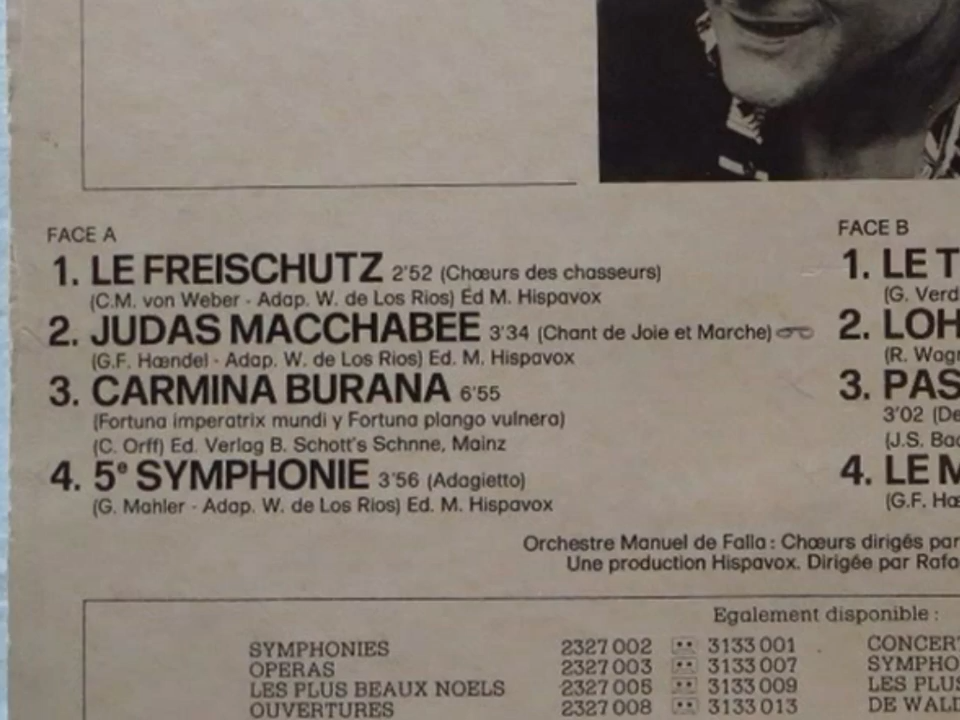 FACE A
1. LE FREISCHUTZ 2'52 (Chœurs des chasseurs)
(C.M. von Weber - Adap. W. de Los Rios) Ed M. Hispavox
2. JUDAS MACCHABEE 3'34 (Chant de Joie et Marche)
(G.F. Hændel - Adap. W. de Los Rios) Ed. M. Hispavox
3. CARMINA BURANA 6'55
(Fortuna imperatrix mundi y Fortuna plango vulnera)
(C. Orff) Ed. Verlag B. Schott's Schnne, Mainz
4. 5e SYMPHONIE 3'56 (Adagietto)
(G. Mahler - Adap. W. de Los Rios) Ed. M. Hispavox
FACE B
1. LE T
(G. Verd
2. LOH
(R. Wagn
3. PAS
3'02 (De
(J.S. Bac
4. LE M
(G.F. Hæ
Orchestre Manuel de Falla : Chœurs dirigés par
Une production Hispavox. Dirigée par Rafa
Egalement disponible :
SYMPHONIES 2327 002 3133 001 CONCERT
OPERAS 2327 003 3133 007 SYMPHO
LES PLUS BEAUX NOELS 2327 005 3133 009 LES PLUS
OUVERTURES 2327 008 3133 013 DE WALD